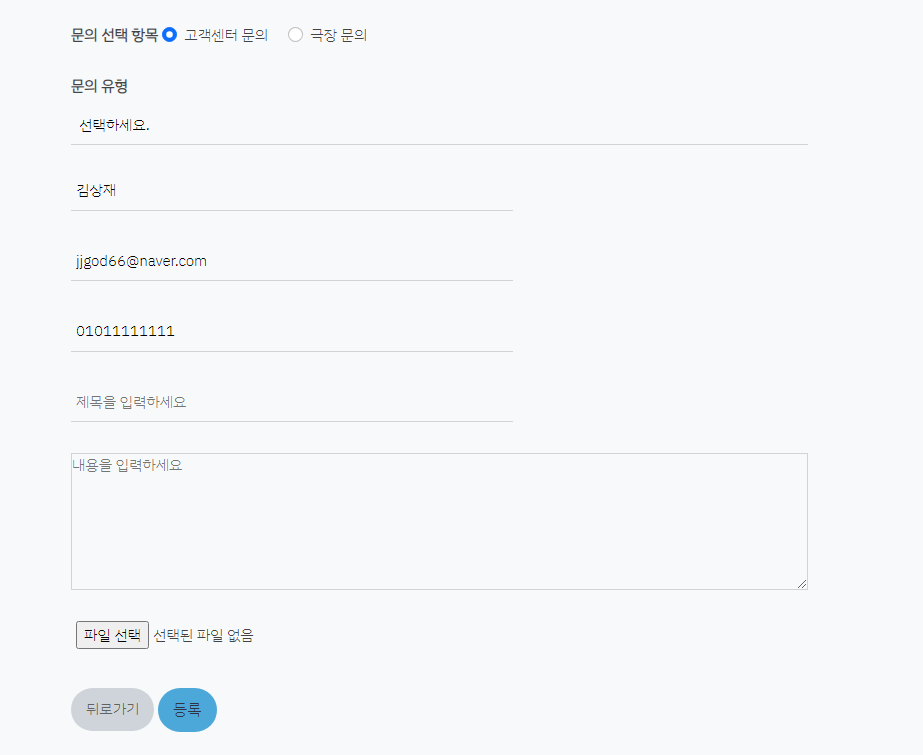 문의 선택 항목 고객센터 문의 극장 문의
문의 유형
선택하세요.
김상재
jjgod66@naver.com
01011111111
제목을 입력하세요
내용을 입력하세요
파일 선택 선택된 파일 없음
뒤로가기 등록